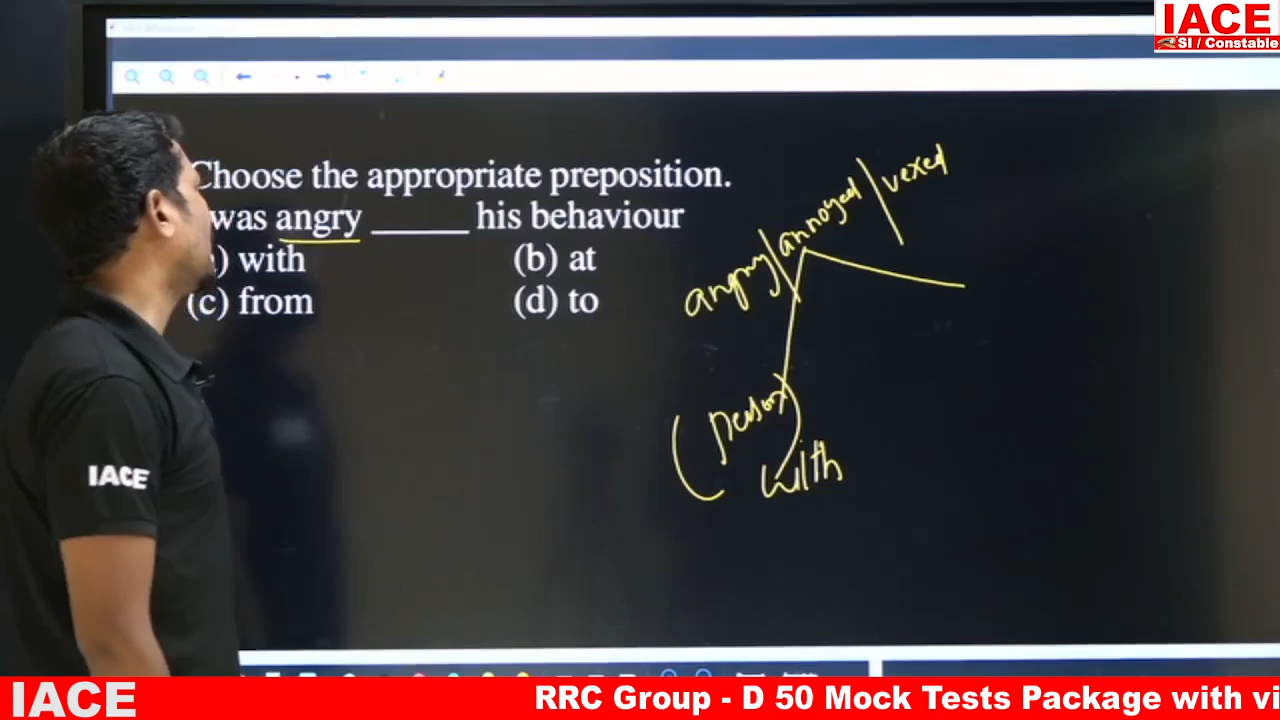 IACE
SI / Constable
Choose the appropriate preposition.
was angry _____ his behaviour
) with (b) at
(c) from (d) to
angry/annoyed/vexed
(person)
with
IACE
IACE
RRC Group - D 50 Mock Tests Package with vi